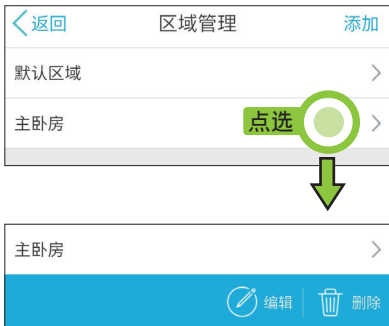 返回 区域管理 添加
默认区域
主卧房 点选
主卧房
编辑 删除